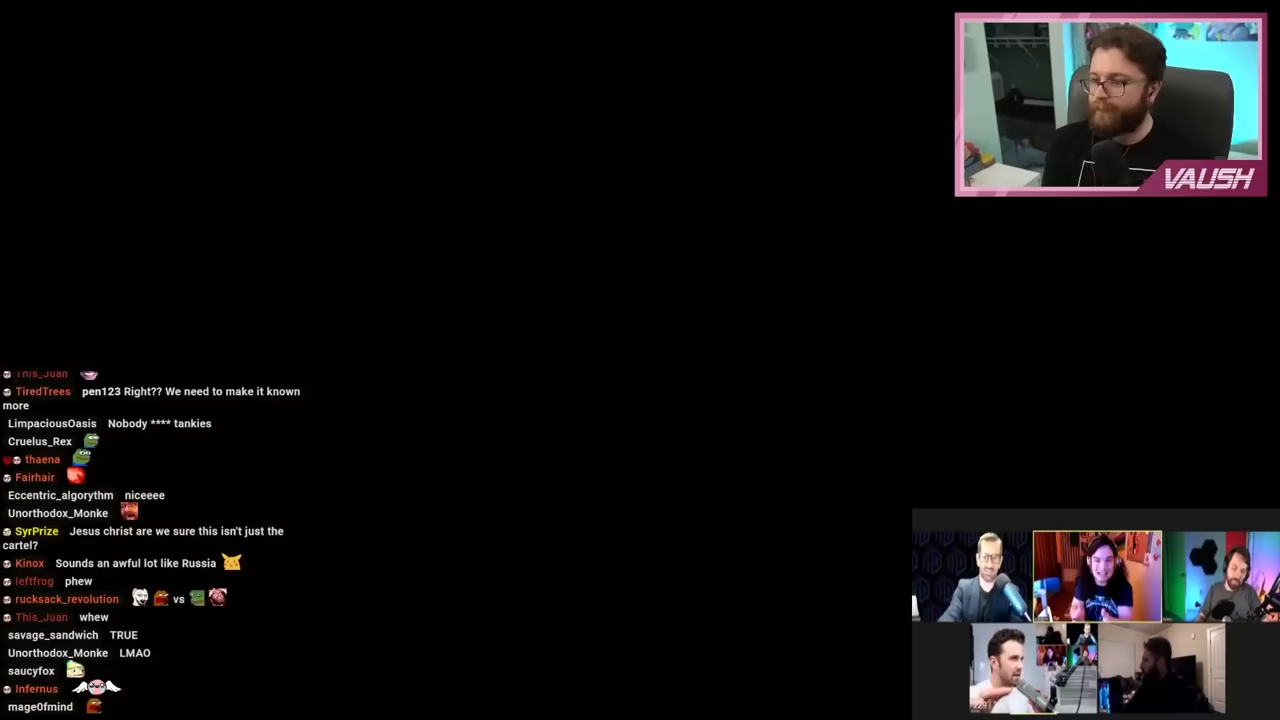 VAUSH
This_Juan
TiredTrees pen123 Right?? We need to make it known
more
LimpaciousOasis Nobody **** tankies
Cruelus_Rex
thaena
Fairhair
Eccentric_algorythm niceeee
Unorthodox_Monke
SyrPrize Jesus christ are we sure this isn't just the
cartel?
Kinox Sounds an awful lot like Russia
leftfrog phew
rucksack_revolution vs
This_Juan whew
savage_sandwich TRUE
Unorthodox_Monke LMAO
saucyfox
Infernus
mage0fmind